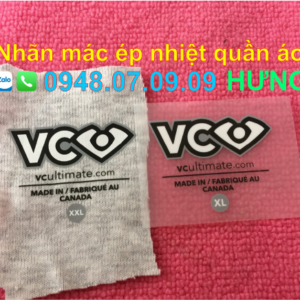 Nhãn mác ép nhiệt quần áo
Zalo 0948.07.09.09 HƯNG
VC
vcultimate.com
MADE IN / FABRIQUÉ AU
CANADA
XXL
VC
vcultimate.com
MADE IN / FABRIQUÉ AU
CANADA
XL